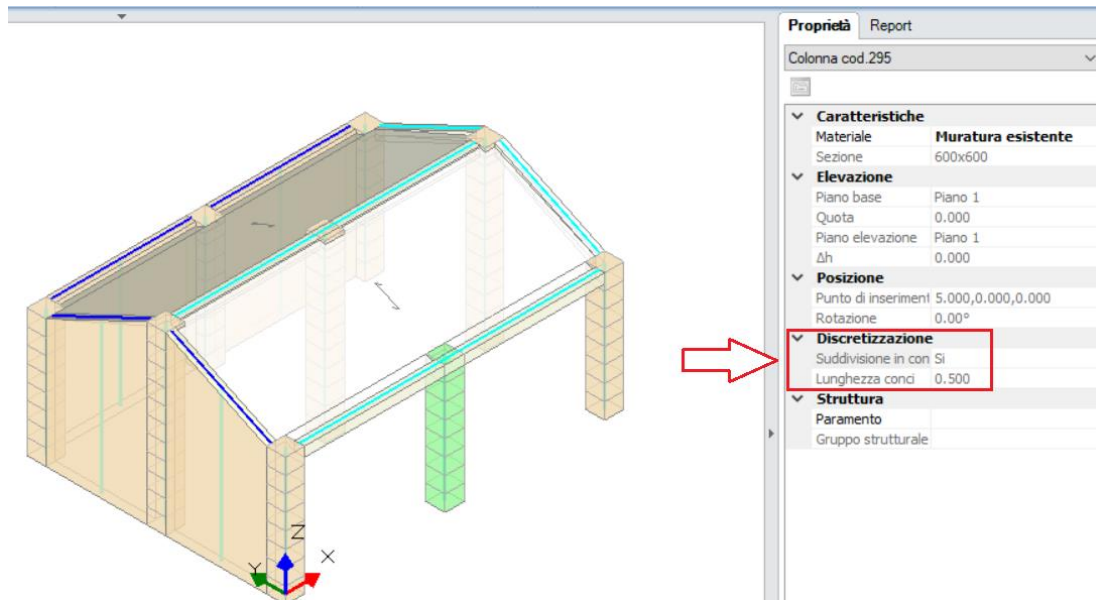 Proprietà Report
Colonna cod.295
Caratteristiche
Materiale Muratura esistente
Sezione 600x600
Elevazione
Piano base Piano 1
Quota 0.000
Piano elevazione Piano 1
Δh 0.000
Posizione
Punto di inseriment 5.000,0.000,0.000
Rotazione 0.00°
Discretizzazione
Suddivisione in con Si
Lunghezza conci 0.500
Struttura
Paramento
Gruppo strutturale
Z
X
Y